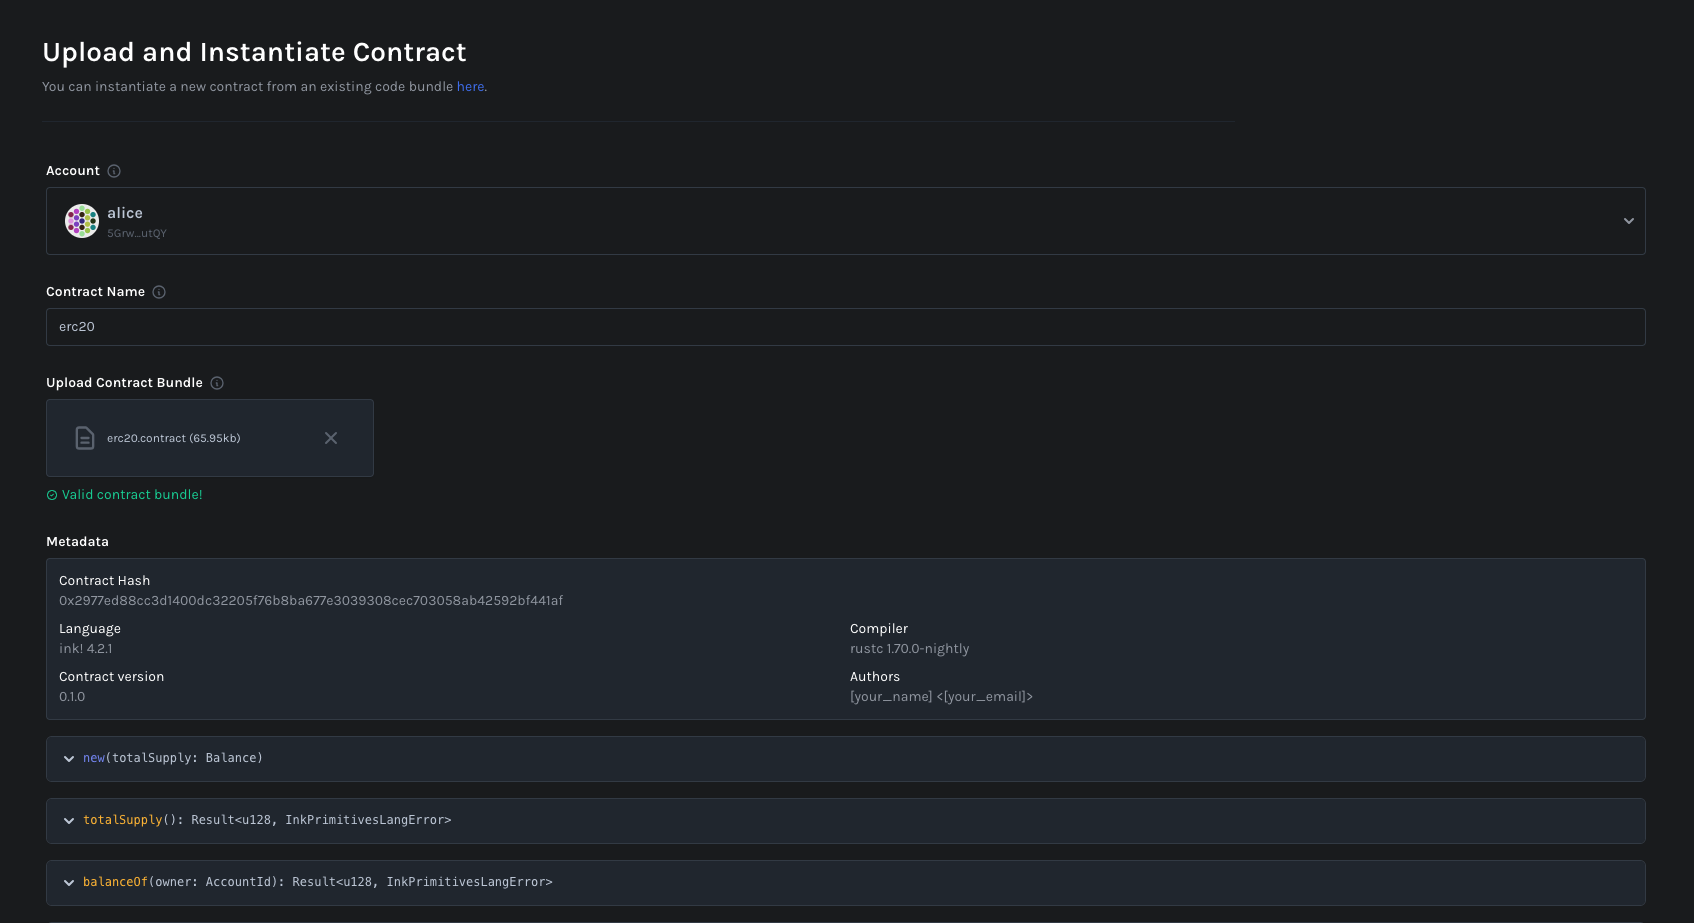 Upload and Instantiate Contract
You can instantiate a new contract from an existing code bundle here.
Account
alice
5Grw...utQY
Contract Name
erc20
Upload Contract Bundle
erc20.contract (65.95kb)
Valid contract bundle!
Metadata
Contract Hash
0x2977ed88cc3d1400dc32205f76b8ba677e3039308cec703058ab42592bf441af
Language
ink! 4.2.1
Compiler
rustc 1.70.0-nightly
Contract version
0.1.0
Authors
[your_name] <[your_email]>
new(totalSupply: Balance)
totalSupply(): Result<u128, InkPrimitivesLangError>
balanceOf(owner: AccountId): Result<u128, InkPrimitivesLangError>